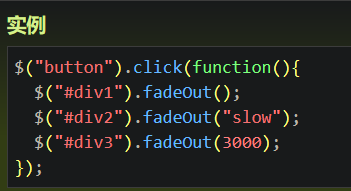 实例
$("button").click(function(){
  $("#div1").fadeOut();
  $("#div2").fadeOut("slow");
  $("#div3").fadeOut(3000);
});